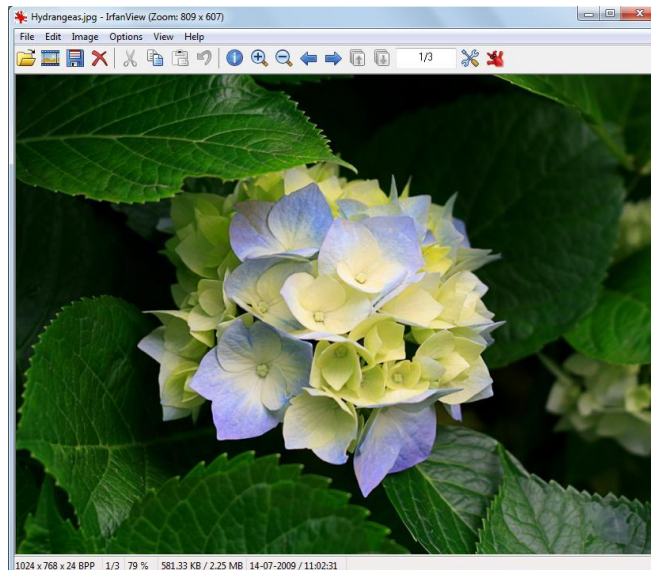 Hydrangeas.jpg - IrfanView (Zoom: 809 x 607)
File Edit Image Options View Help
1/3
1024 x 768 x 24 BPP 1/3 79 % 581.33 KB / 2.25 MB 14-07-2009 / 11:02:31